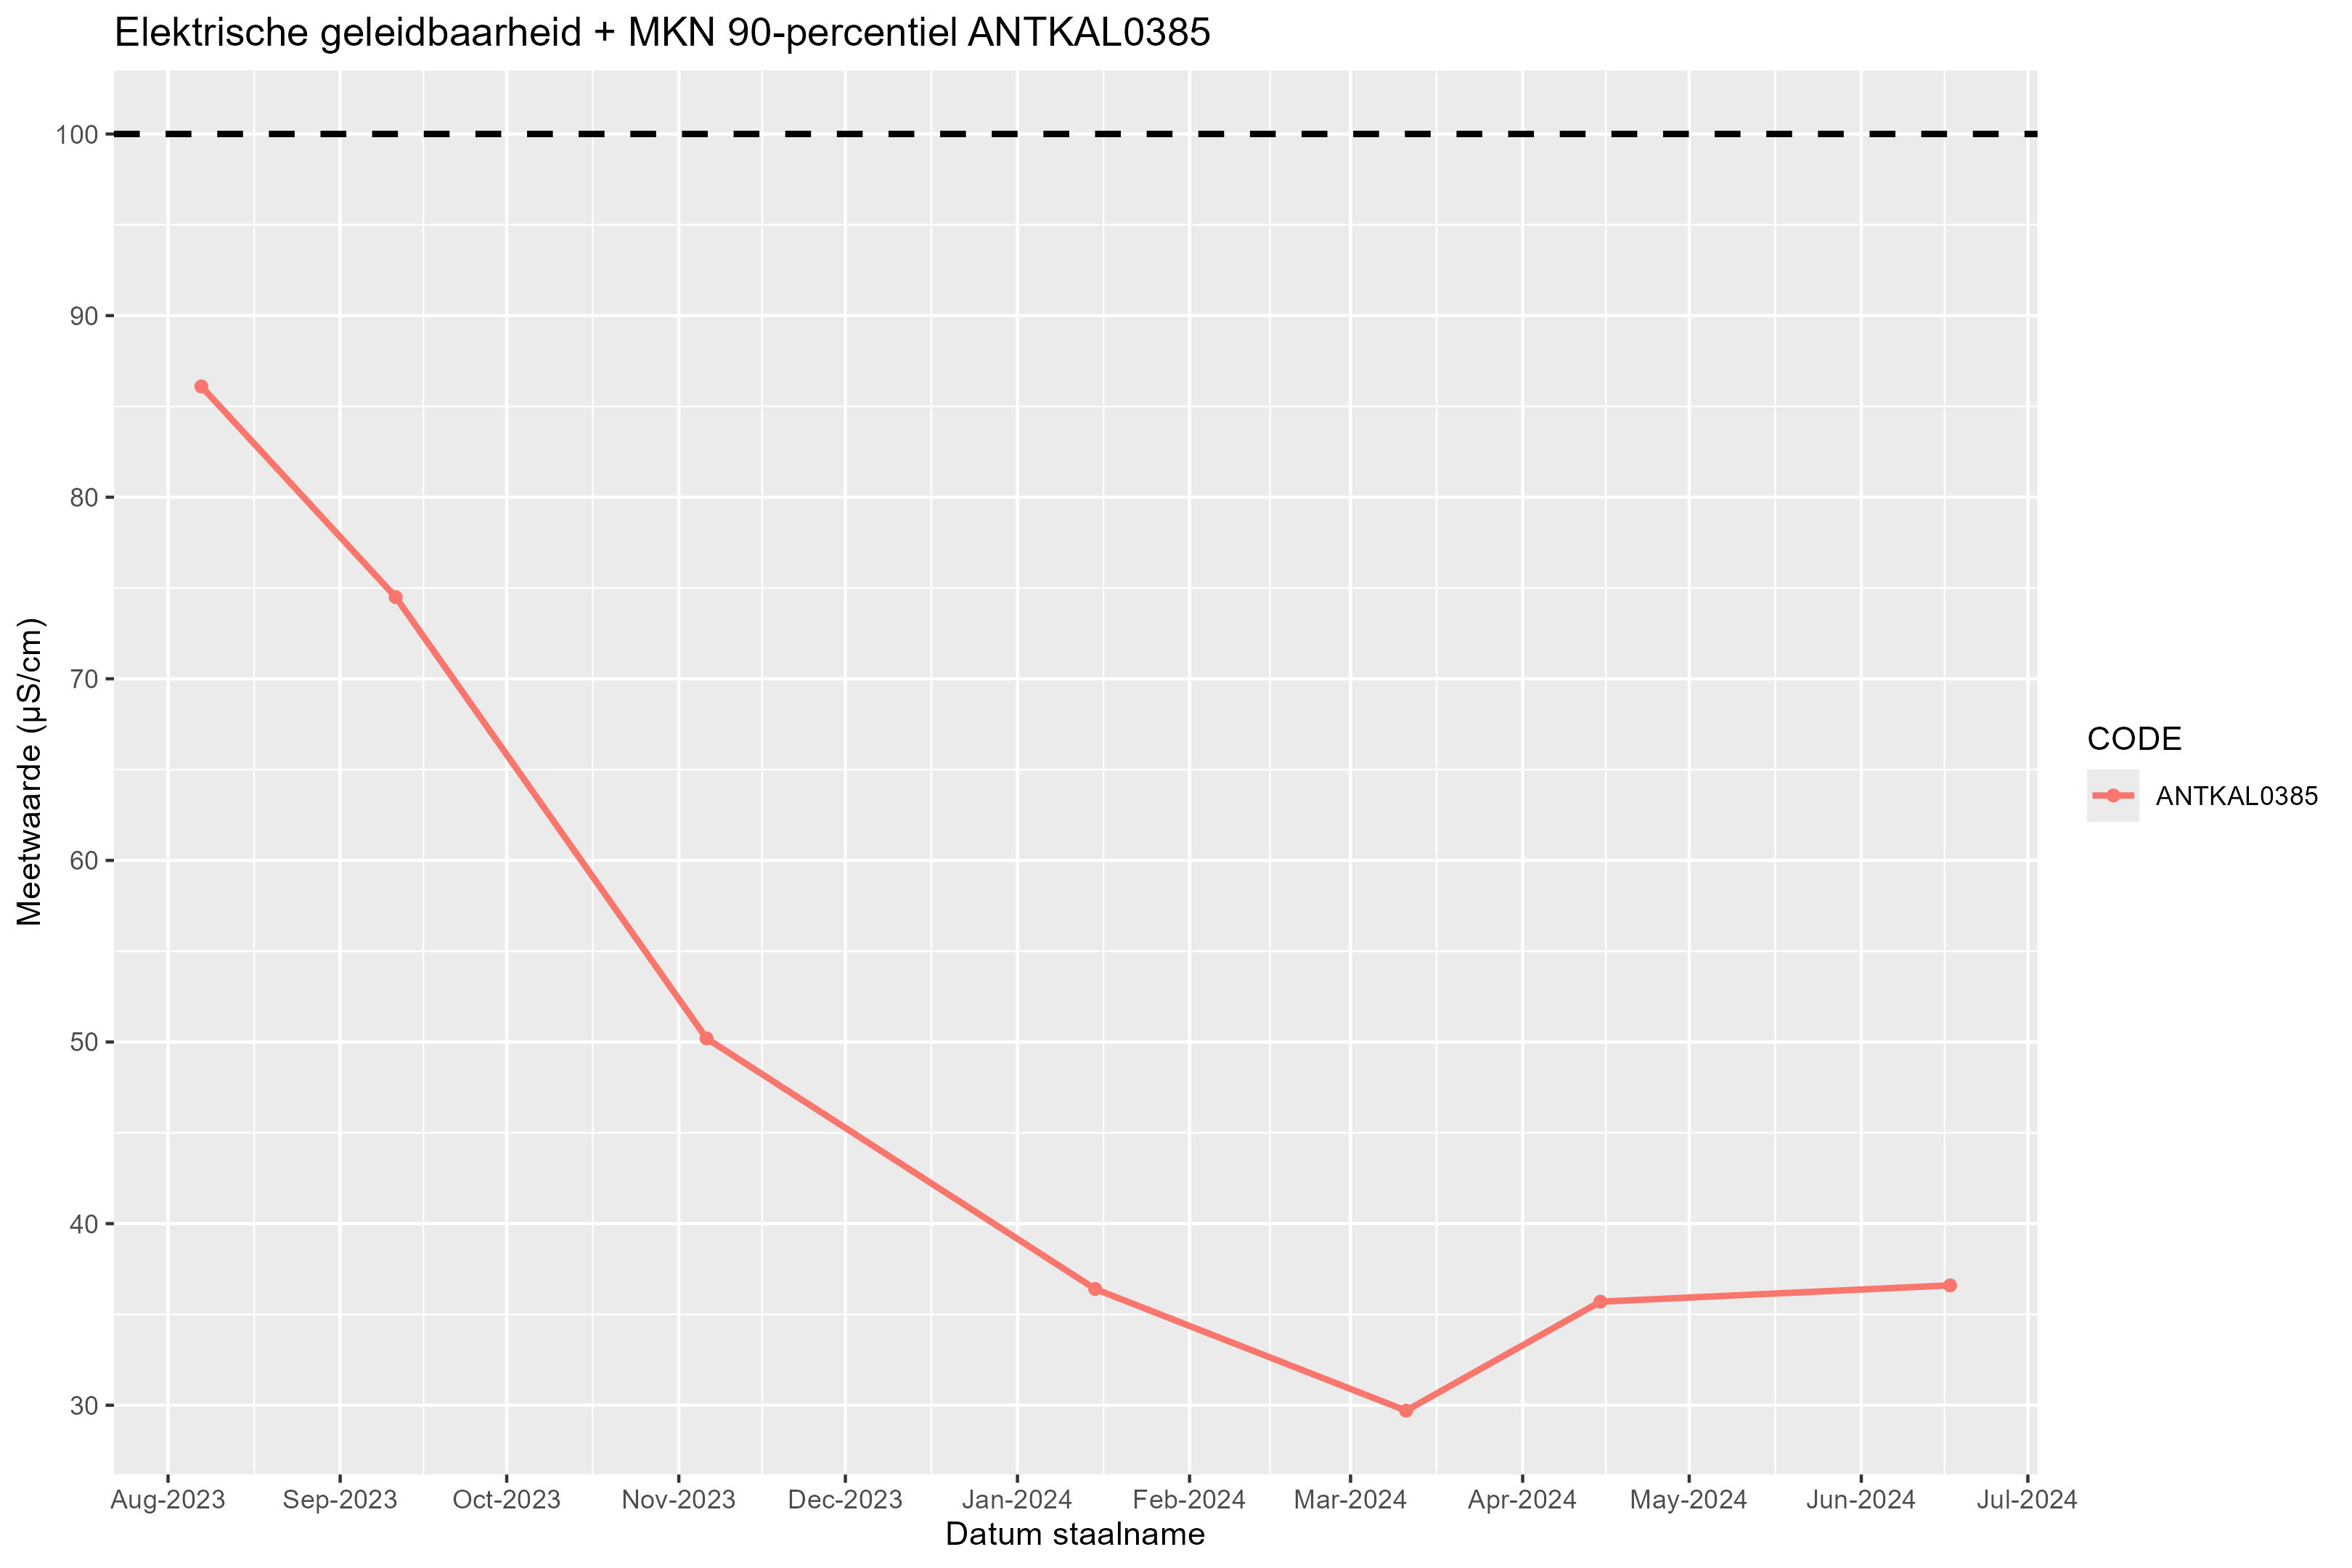 Elektrische geleidbaarheid + MKN 90-percentiel ANTKAL0385
Meetwaarde (µS/cm)
100
90
80
70
60
50
40
30
Aug-2023 Sep-2023 Oct-2023 Nov-2023 Dec-2023 Jan-2024 Feb-2024 Mar-2024 Apr-2024 May-2024 Jun-2024 Jul-2024
Datum staalname
CODE
ANTKAL0385